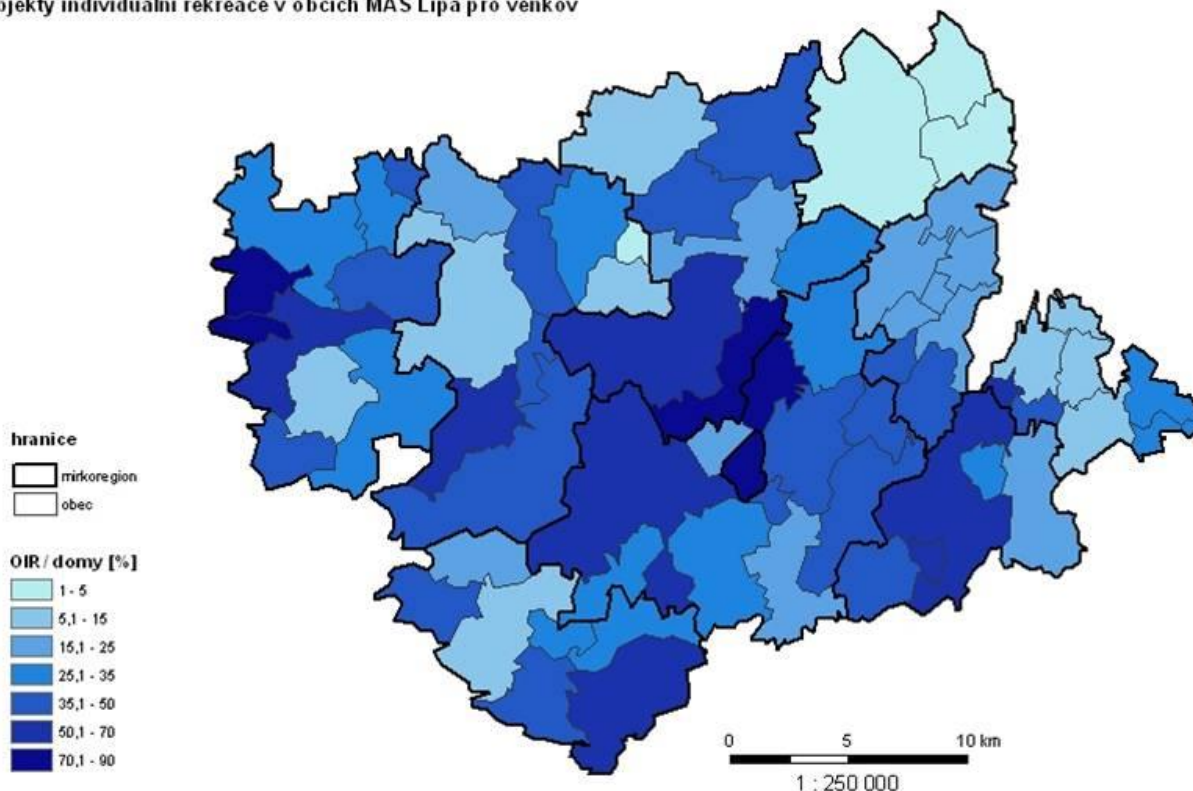 bjekty individuální rekreace v obcích MAS Lípa pro venkov
hranice
mirkoregion
obec
OIR / domy [%]
1 - 5
5,1 - 15
15,1 - 25
25,1 - 35
35,1 - 50
50,1 - 70
70,1 - 90
0 5 10 km
1 : 250 000